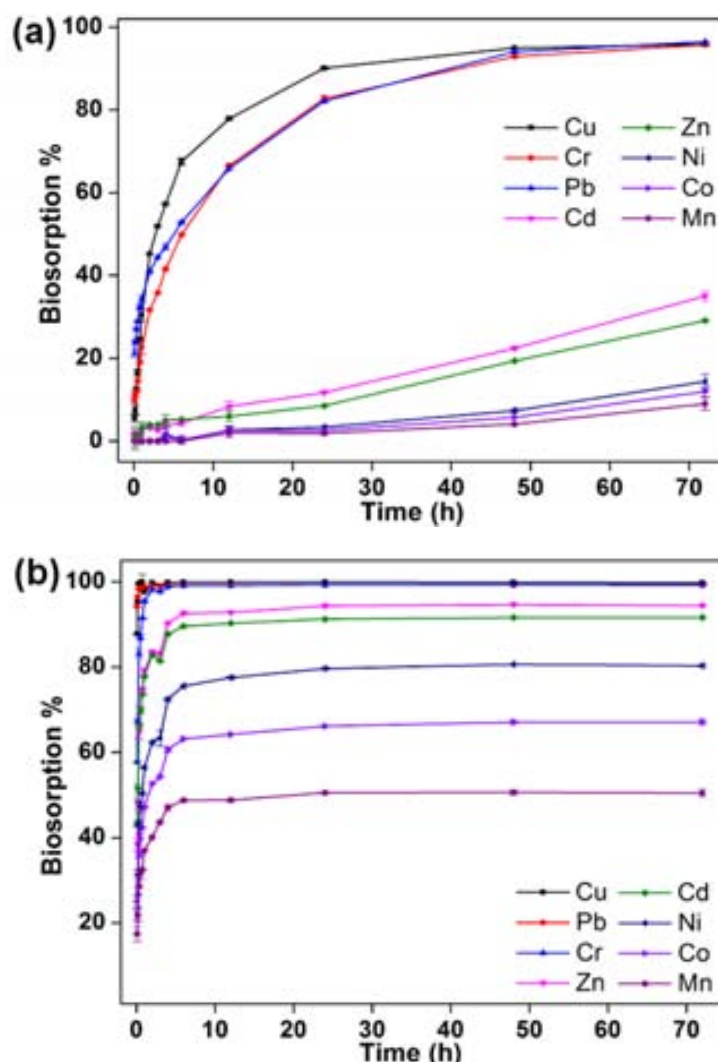 (a)
100
80
60
40
20
0
Biosorption %
Cu Zn
Cr Ni
Pb Co
Cd Mn
0 10 20 30 40 50 60 70
Time (h)
(b)
100
80
60
40
20
Biosorption %
Cu Cd
Pb Ni
Cr Co
Zn Mn
0 10 20 30 40 50 60 70
Time (h)